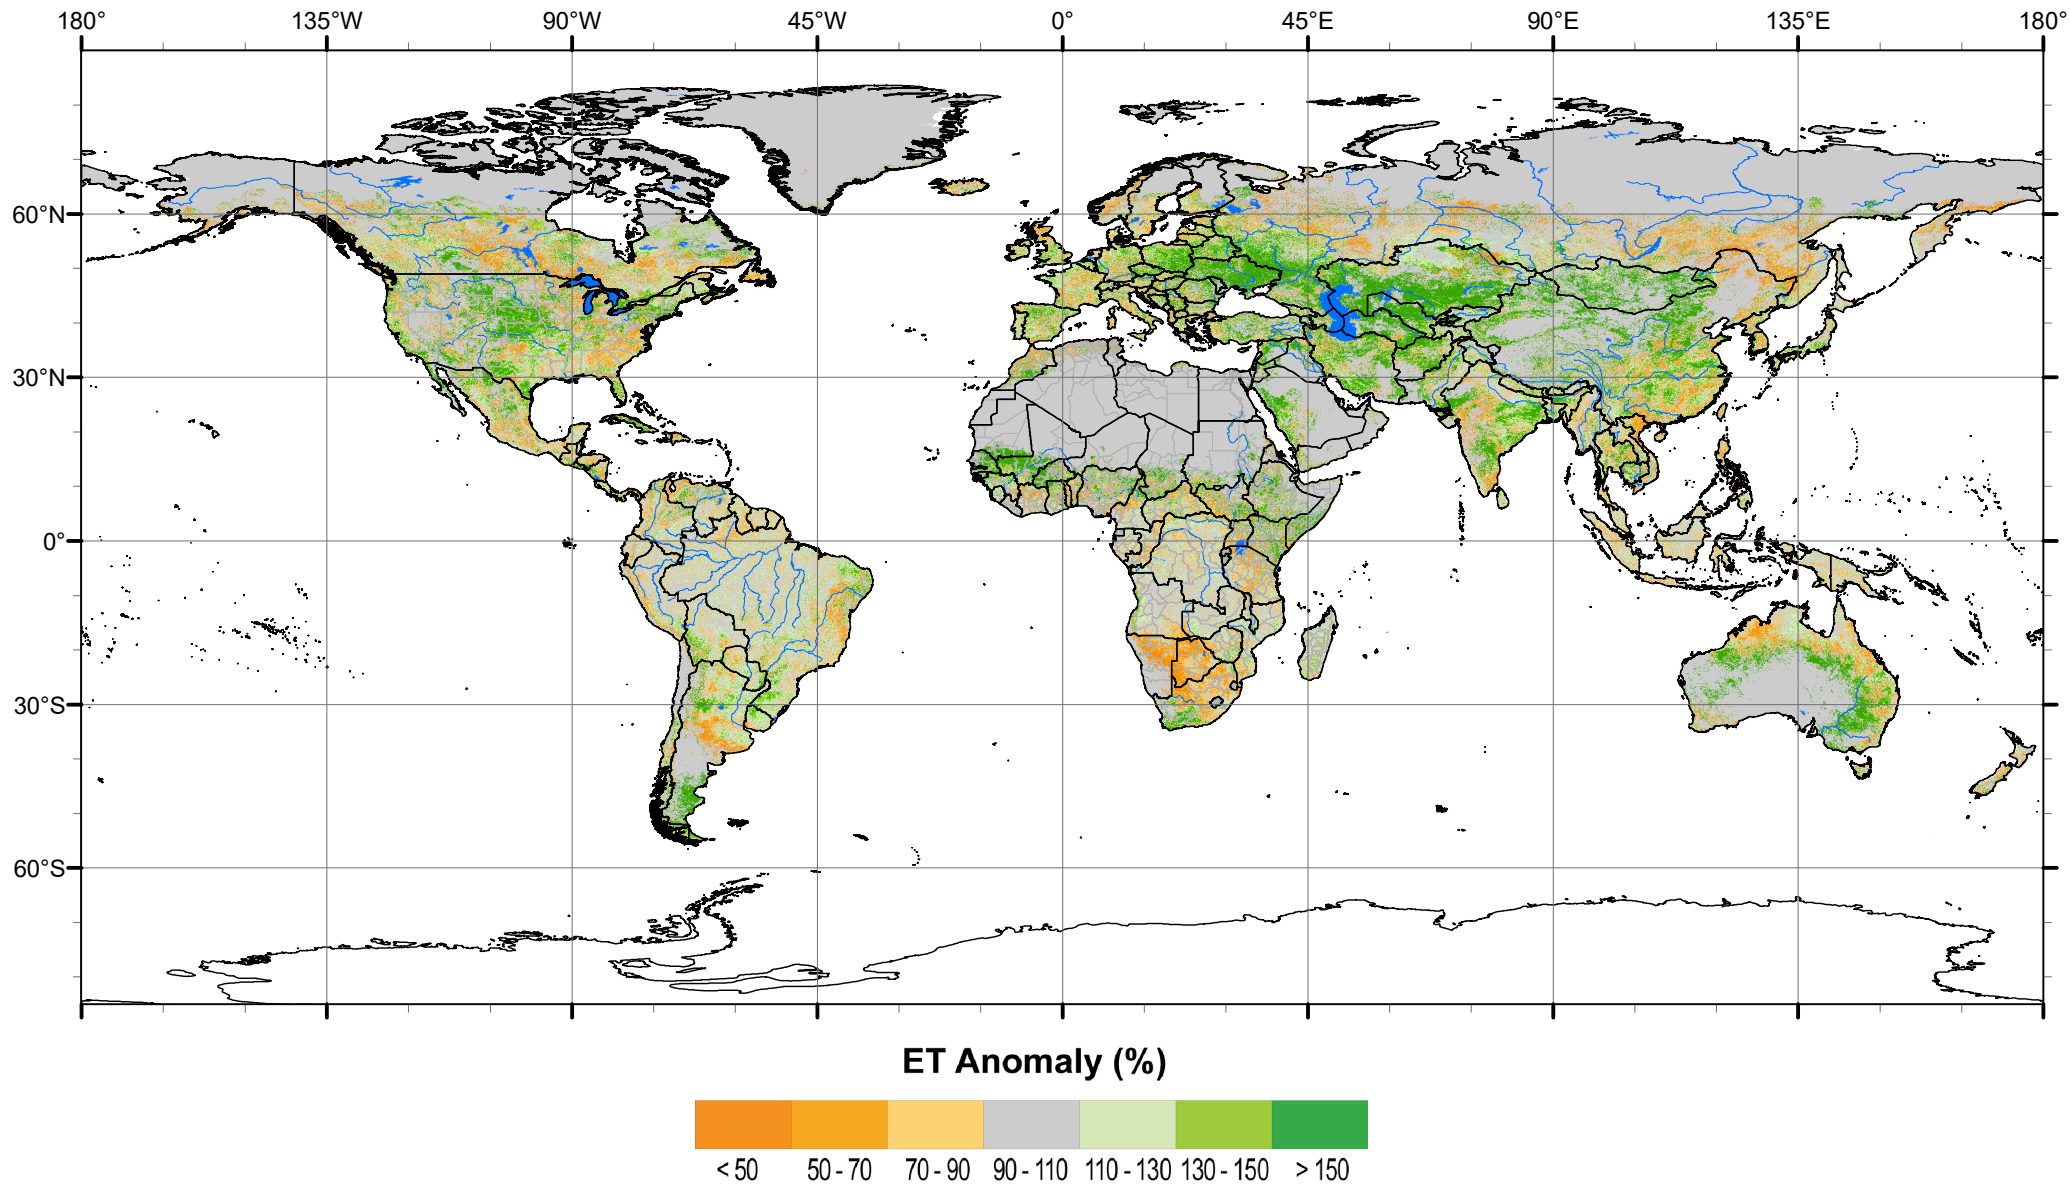 180° 135°W 90°W 45°W 0° 45°E 90°E 135°E 180°
60°N
30°N
0°
30°S
60°S
ET Anomaly (%)
< 50 50 - 70 70 - 90 90 - 110 110 - 130 130 - 150 > 150